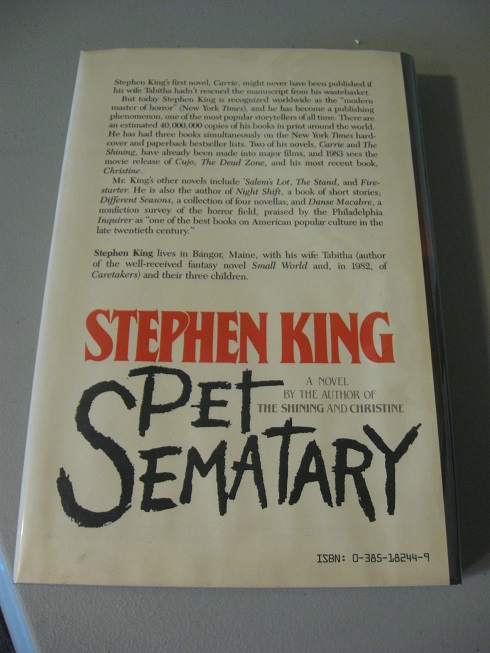 Stephen King's first novel, Carrie, might never have been published if
his wife Tabitha hadn't rescued the manuscript from his wastebasket.
But today Stephen King is recognized worldwide as the "modern
master of horror" (New York Times), and he has become a publishing
phenomenon, one of the most popular storytellers of all time. There are
an estimated 40,000,000 copies of his books in print around the world.
He has had three books simultaneously on the New York Times hard-
cover and paperback bestseller lists. Two of his novels, Carrie and The
Shining, have already been made into major films, and 1983 sees the
movie release of Cujo, The Dead Zone, and his most recent book,
Christine.
Mr. King's other novels include 'Salem's Lot, The Stand, and Fire-
starter. He is also the author of Night Shift, a book of short stories;
Different Seasons, a collection of four novellas; and Danse Macabre, a
nonfiction survey of the horror field, praised by the Philadelphia
Inquirer as "one of the best books on American popular culture in the
late twentieth century."
Stephen King lives in Bangor, Maine, with his wife Tabitha (author
of the well-received fantasy novel Small World and, in 1982, of
Caretakers) and their three children.
STEPHEN KING
PET
SEMATARY
A NOVEL
BY THE AUTHOR OF
THE SHINING AND CHRISTINE
ISBN: 0-385-18244-9